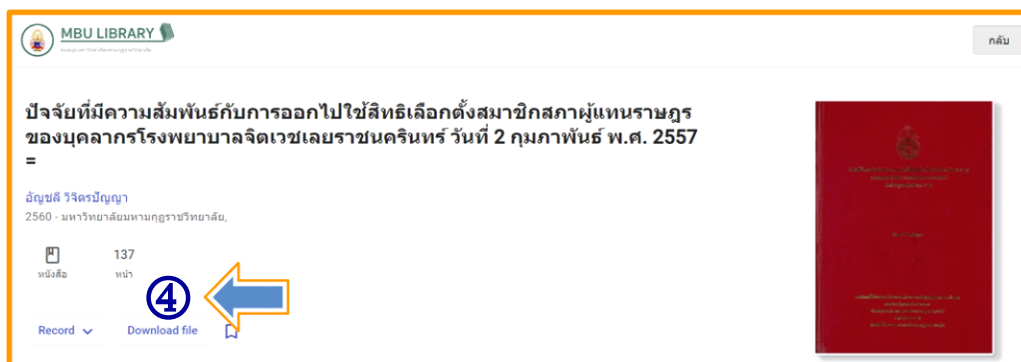 MBU LIBRARY
กลับ
ปัจจัยที่มีความสัมพันธ์กับการออกไปใช้สิทธิเลือกตั้งสมาชิกสภาผู้แทนราษฎร
ของบุคลากรโรงพยาบาลจิตเวชเลยราชนครินทร์ วันที่ 2 กุมภาพันธ์ พ.ศ. 2557
=
อัญชลี วิจิตรปัญญา
2560 - มหาวิทยาลัยมหามกุฏราชวิทยาลัย,
137
หนังสือ หน้า
④
Record Download file